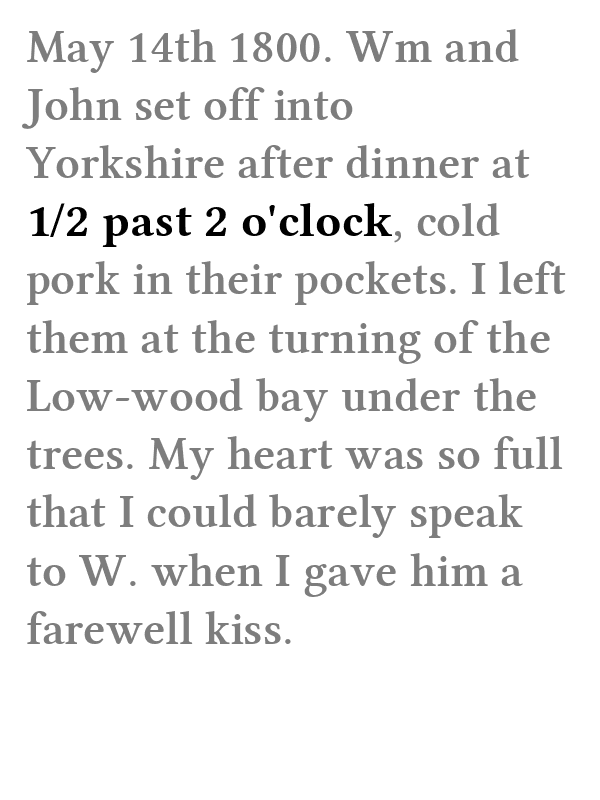 May 14th 1800. Wm and
John set off into
Yorkshire after dinner at
1/2 past 2 o'clock, cold
pork in their pockets. I left
them at the turning of the
Low-wood bay under the
trees. My heart was so full
that I could barely speak
to W. when I gave him a
farewell kiss.